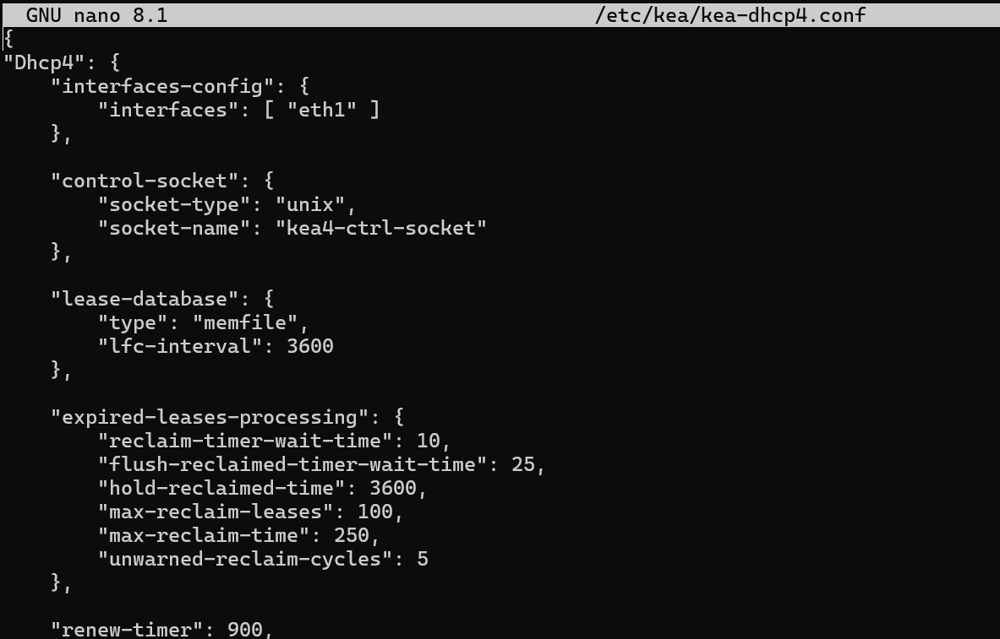 GNU nano 8.1 /etc/kea/kea-dhcp4.conf
{
"Dhcp4": {
    "interfaces-config": {
        "interfaces": [ "eth1" ]
    },

    "control-socket": {
        "socket-type": "unix",
        "socket-name": "kea4-ctrl-socket"
    },

    "lease-database": {
        "type": "memfile",
        "lfc-interval": 3600
    },

    "expired-leases-processing": {
        "reclaim-timer-wait-time": 10,
        "flush-reclaimed-timer-wait-time": 25,
        "hold-reclaimed-time": 3600,
        "max-reclaim-leases": 100,
        "max-reclaim-time": 250,
        "unwarned-reclaim-cycles": 5
    },

    "renew-timer": 900,